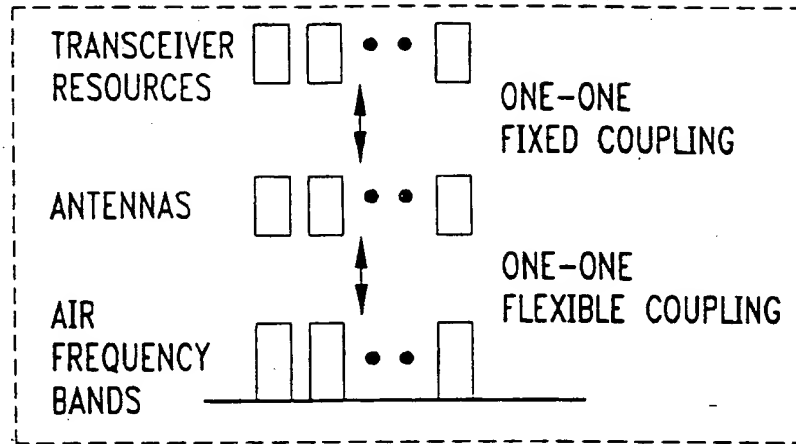 TRANSCEIVER
RESOURCES
ONE-ONE
FIXED COUPLING
ANTENNAS
ONE-ONE
FLEXIBLE COUPLING
AIR
FREQUENCY
BANDS